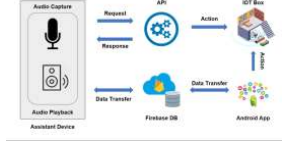 Audio Capture
API
IDT Box
Request
Action
Response
Action
Data Transfer
Data Transfer
Audio Playback
Assistant Device
Firebase DB
Android App